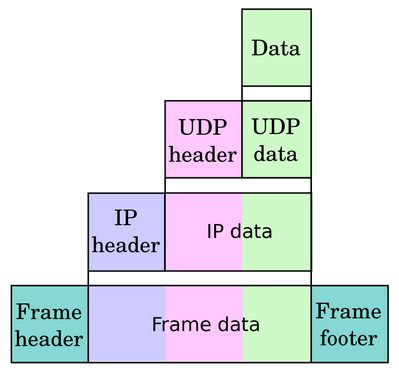 Data
UDP
header
UDP
data
IP
header
IP data
Frame
header
Frame data
Frame
footer